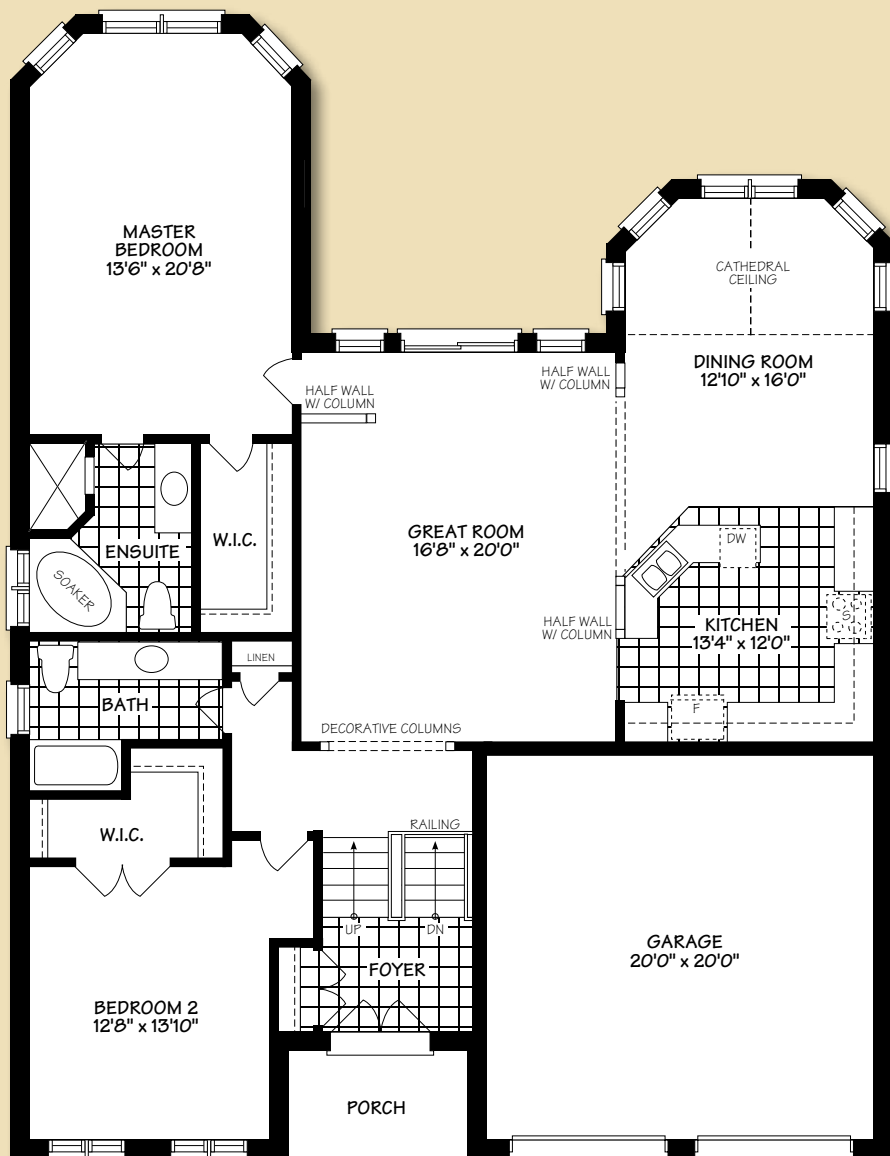 MASTER
BEDROOM
13'6" x 20'8"
CATHEDRAL
CEILING
DINING ROOM
12'10" x 16'0"
HALF WALL
W/ COLUMN
HALF WALL
W/ COLUMN
GREAT ROOM
16'8" x 20'0"
W.I.C.
ENSUITE
SOAKER
DW
S
KITCHEN
13'4" x 12'0"
HALF WALL
W/ COLUMN
LINEN
BATH
F
DECORATIVE COLUMNS
W.I.C.
RAILING
UP
DN
FOYER
GARAGE
20'0" x 20'0"
BEDROOM 2
12'8" x 13'10"
PORCH